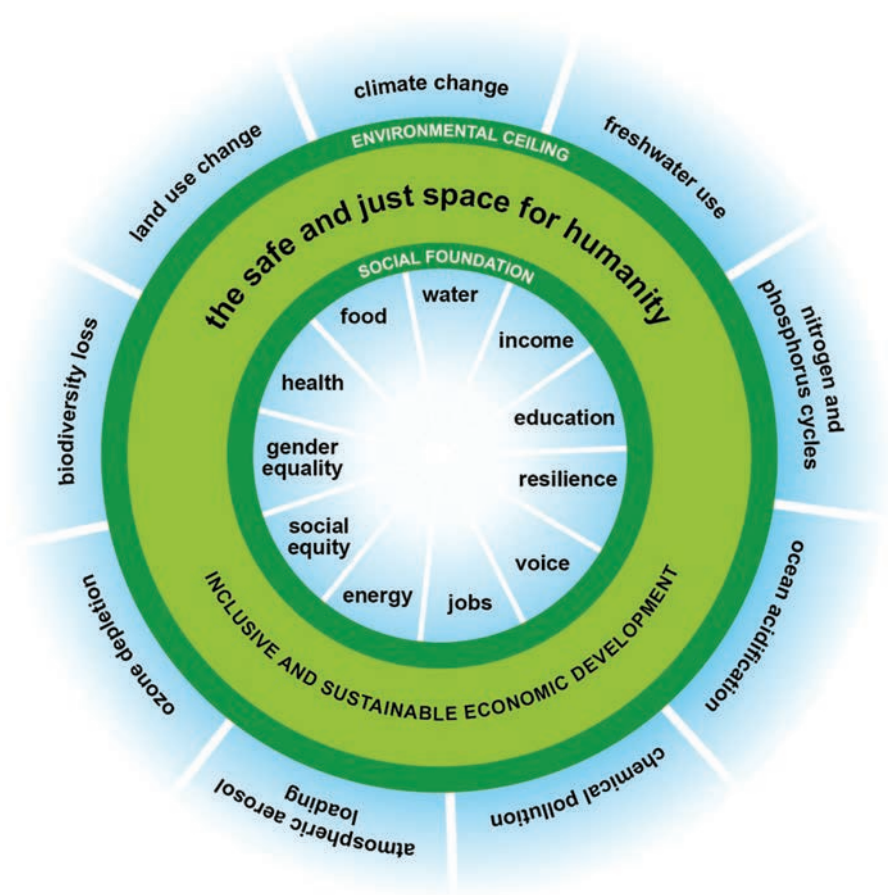 climate change
freshwater use
nitrogen and
phosphorus cycles
ocean acidification
chemical pollution
atmospheric aerosol
loading
ozone depletion
biodiversity loss
land use change
ENVIRONMENTAL CEILING
the safe and just space for humanity
SOCIAL FOUNDATION
water
income
education
resilience
voice
jobs
energy
social
equity
gender
equality
health
food
INCLUSIVE AND SUSTAINABLE ECONOMIC DEVELOPMENT